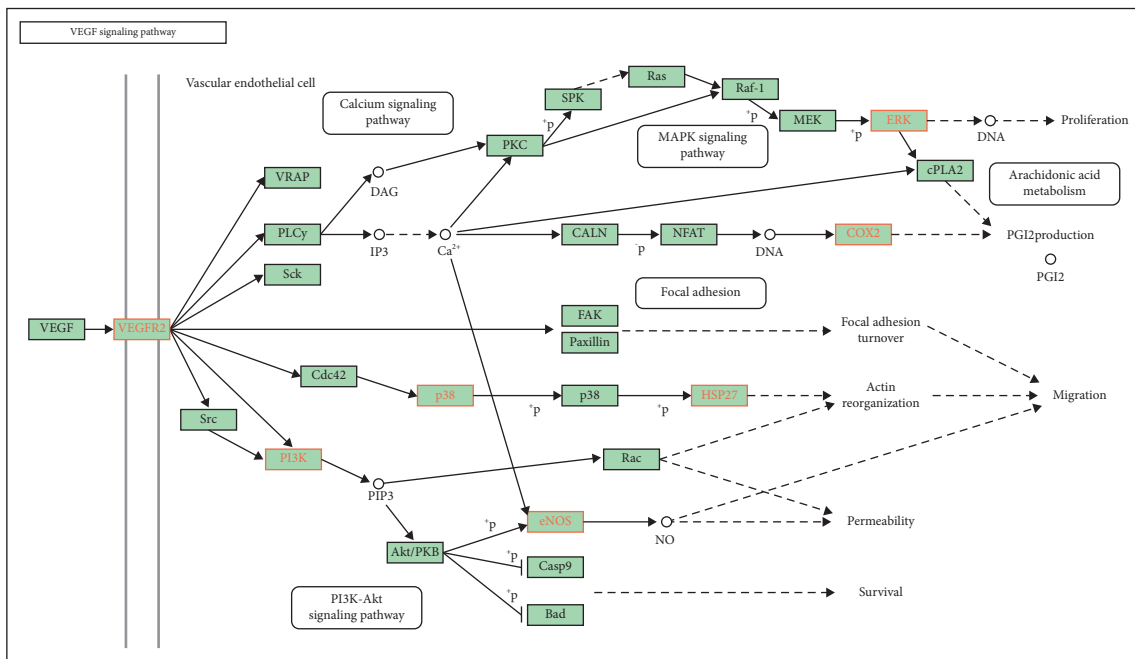 VEGF signaling pathway
Vascular endothelial cell
Calcium signaling
pathway
SPK
Ras
Raf-1
+p
+p
MEK
+p
ERK
DNA
Proliferation
PKC
MAPK signaling
pathway
cPLA2
Arachidonic acid
metabolism
VRAP
DAG
PLCy
IP3
Ca2+
CALN
-p
NFAT
DNA
COX2
PGI2production
PGI2
Sck
Focal adhesion
VEGF
VEGFR2
FAK
Paxillin
Focal adhesion
turnover
Cdc42
p38
+p
p38
+p
HSP27
Actin
reorganization
Migration
Src
PI3K
PIP3
Rac
+p
eNOS
NO
Permeability
Akt/PKB
+p
Casp9
+p
Bad
Survival
PI3K-Akt
signaling pathway